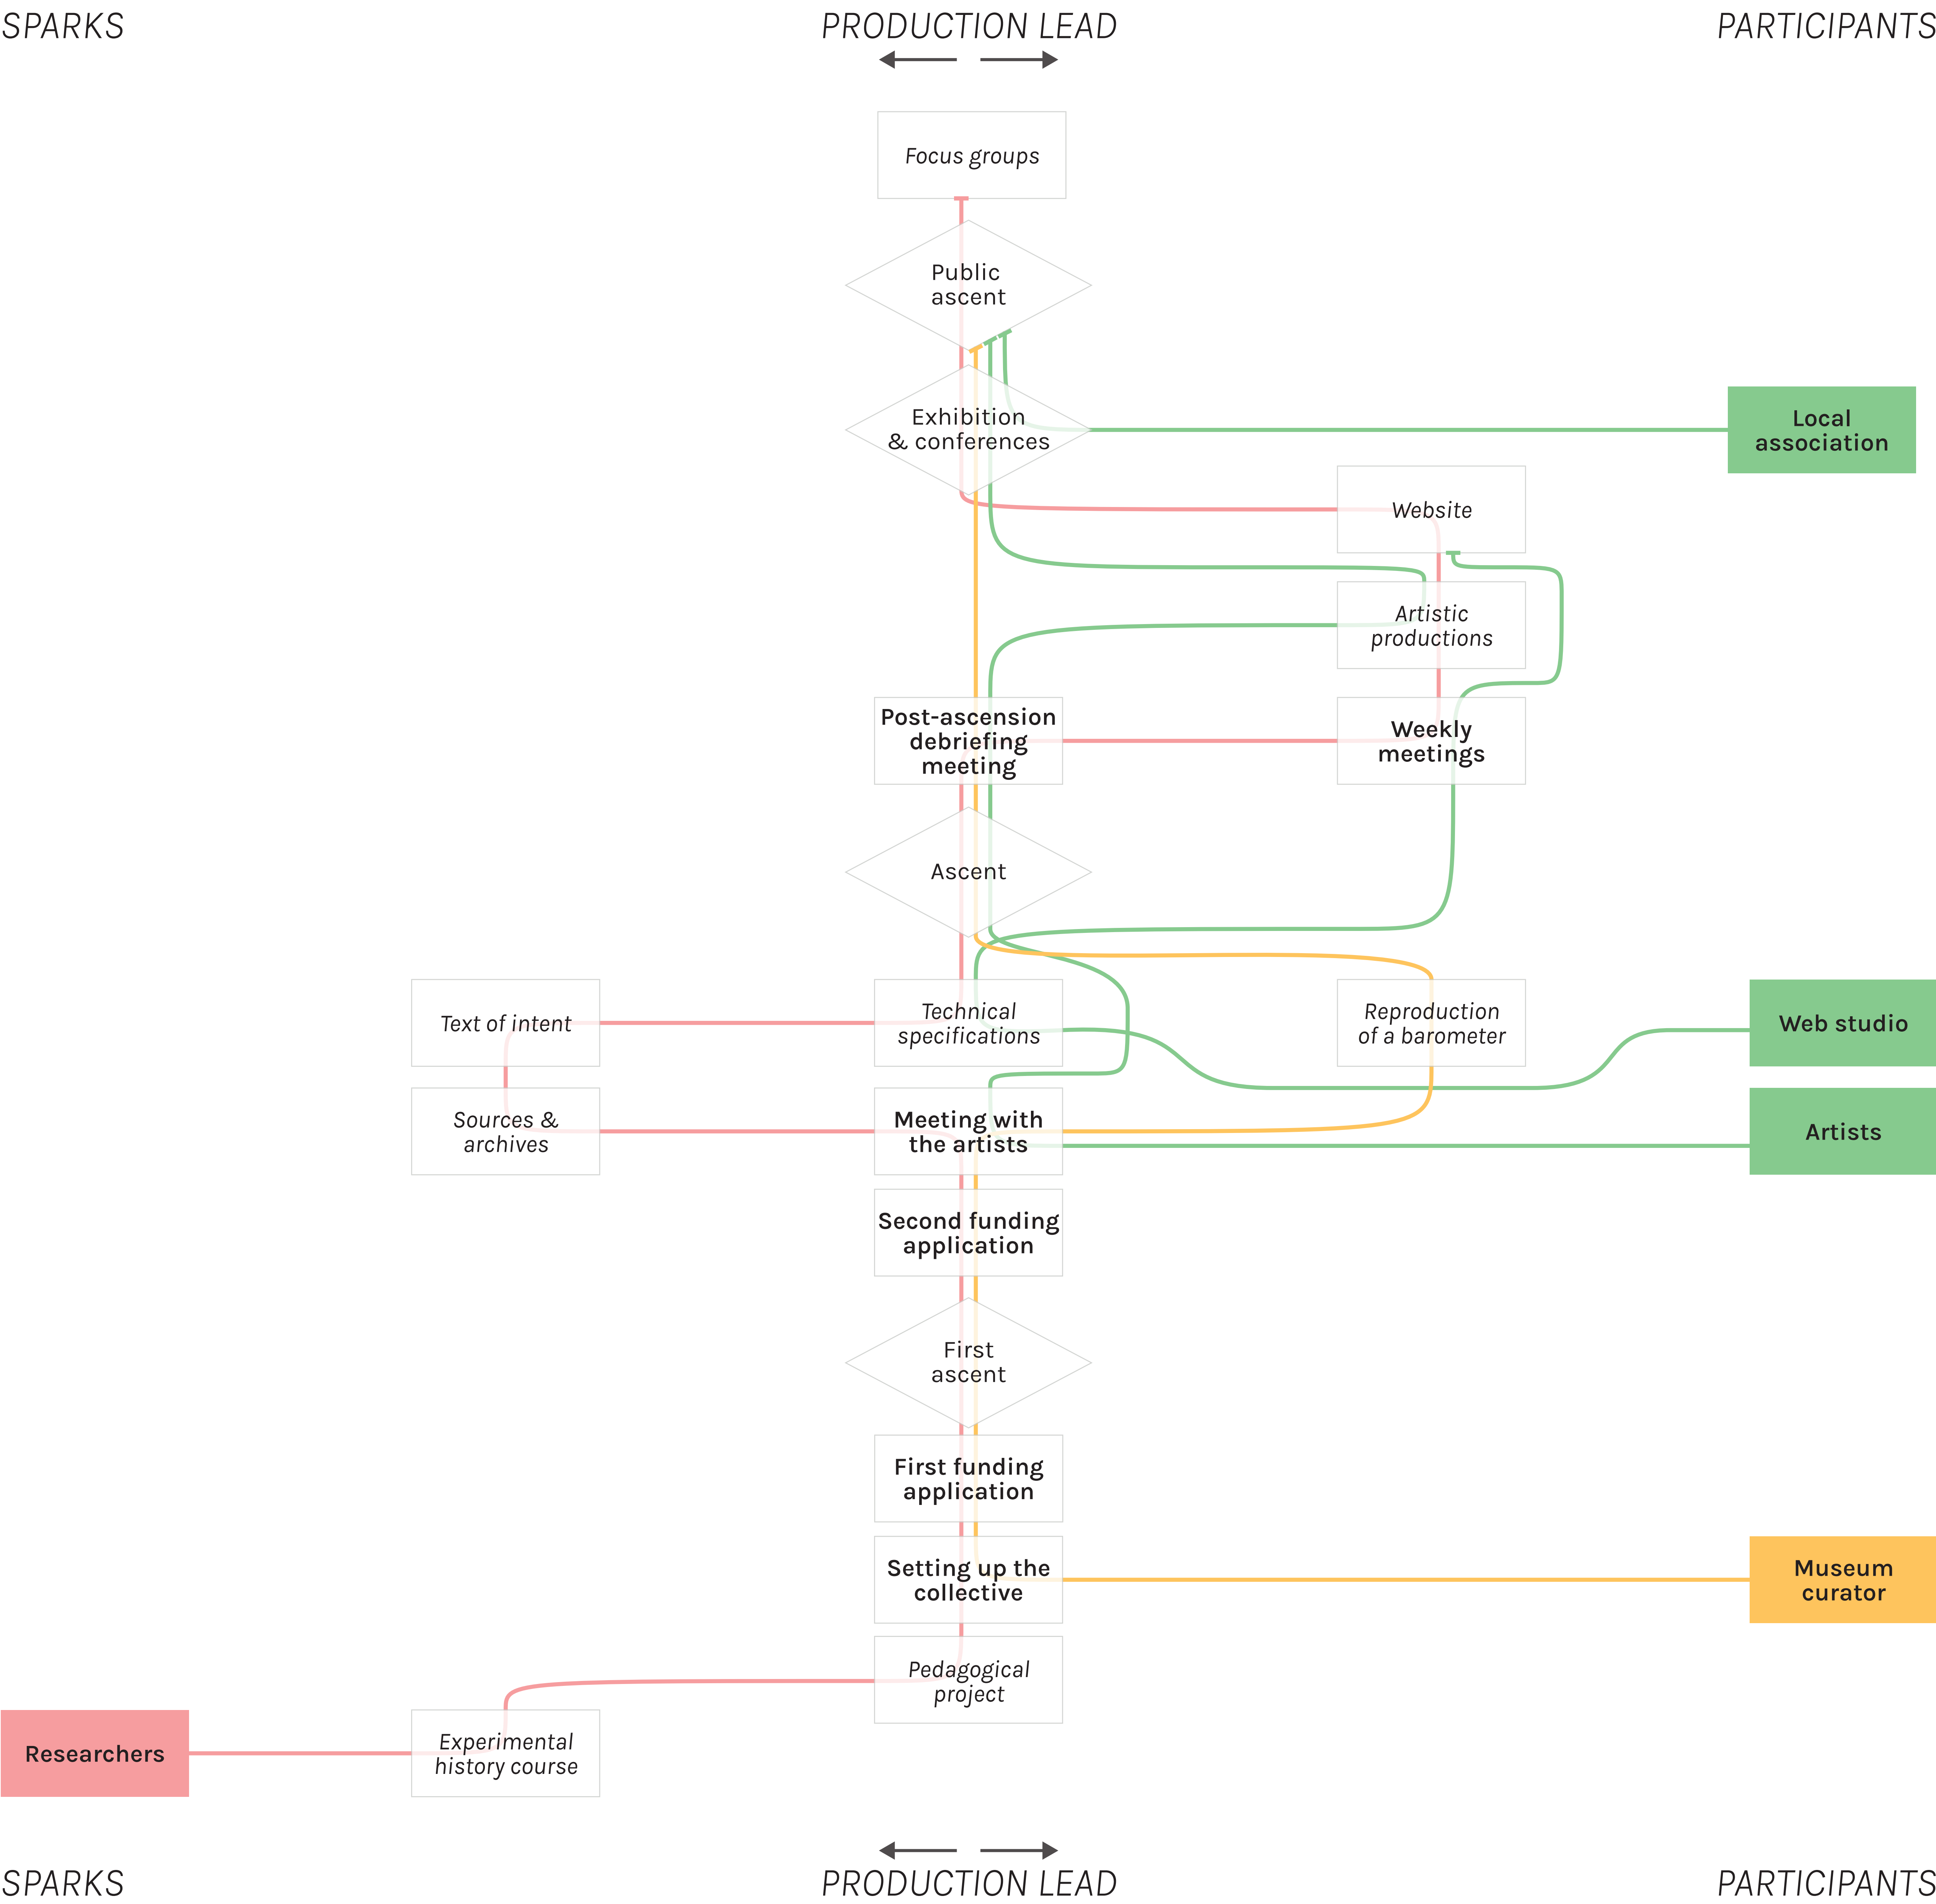 SPARKS
PRODUCTION LEAD
PARTICIPANTS
Focus groups
Public
ascent
Exhibition
& conferences
Local
association
Website
Artistic
productions
Post-ascension
debriefing
meeting
Weekly
meetings
Ascent
Text of intent
Technical
specifications
Reproduction
of a barometer
Web studio
Sources &
archives
Meeting with
the artists
Artists
Second funding
application
First
ascent
First funding
application
Setting up the
collective
Museum
curator
Pedagogical
project
Researchers
Experimental
history course
SPARKS
PRODUCTION LEAD
PARTICIPANTS